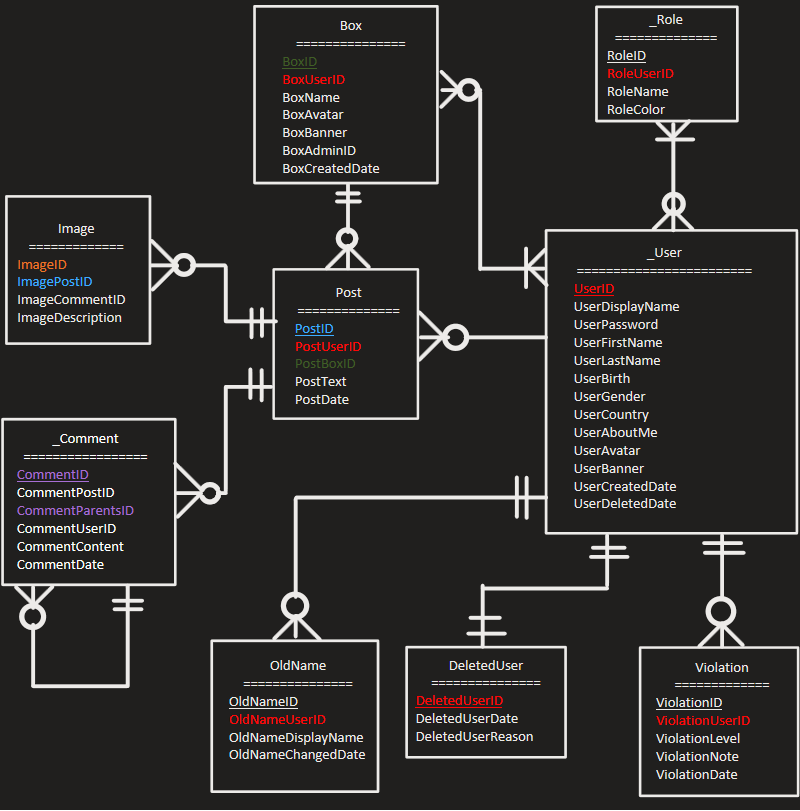 Box
===============
BoxID
BoxUserID
BoxName
BoxAvatar
BoxBanner
BoxAdminID
BoxCreatedDate
_Role
==============
RoleID
RoleUserID
RoleName
RoleColor
Image
=============
ImageID
ImagePostID
ImageCommentID
ImageDescription
Post
==============
PostID
PostUserID
PostBoxID
PostText
PostDate
_User
========================
UserID
UserDisplayName
UserPassword
UserFirstName
UserLastName
UserBirth
UserGender
UserCountry
UserAboutMe
UserAvatar
UserBanner
UserCreatedDate
UserDeletedDate
_Comment
=================
CommentID
CommentPostID
CommentParentsID
CommentUserID
CommentContent
CommentDate
OldName
===============
OldNameID
OldNameUserID
OldNameDisplayName
OldNameChangedDate
DeletedUser
===============
DeletedUserID
DeletedUserDate
DeletedUserReason
Violation
=============
ViolationID
ViolationUserID
ViolationLevel
ViolationNote
ViolationDate